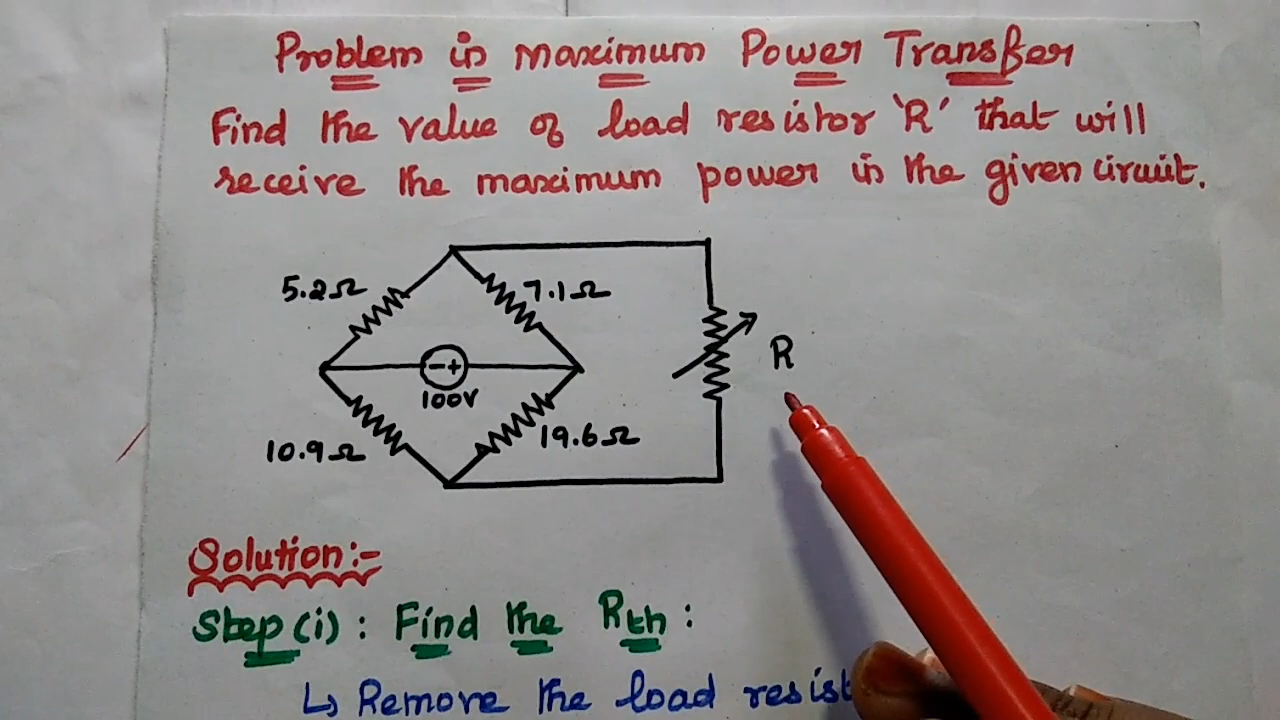 Problem in Maximum Power Transfer
Find the value of load resistor 'R' that will
receive the maximum power in the given circuit.
5.2Ω
7.1Ω
R
- +
100V
10.9Ω
19.6Ω
Solution:-
Step(i): Find the Rth:
↳ Remove the load